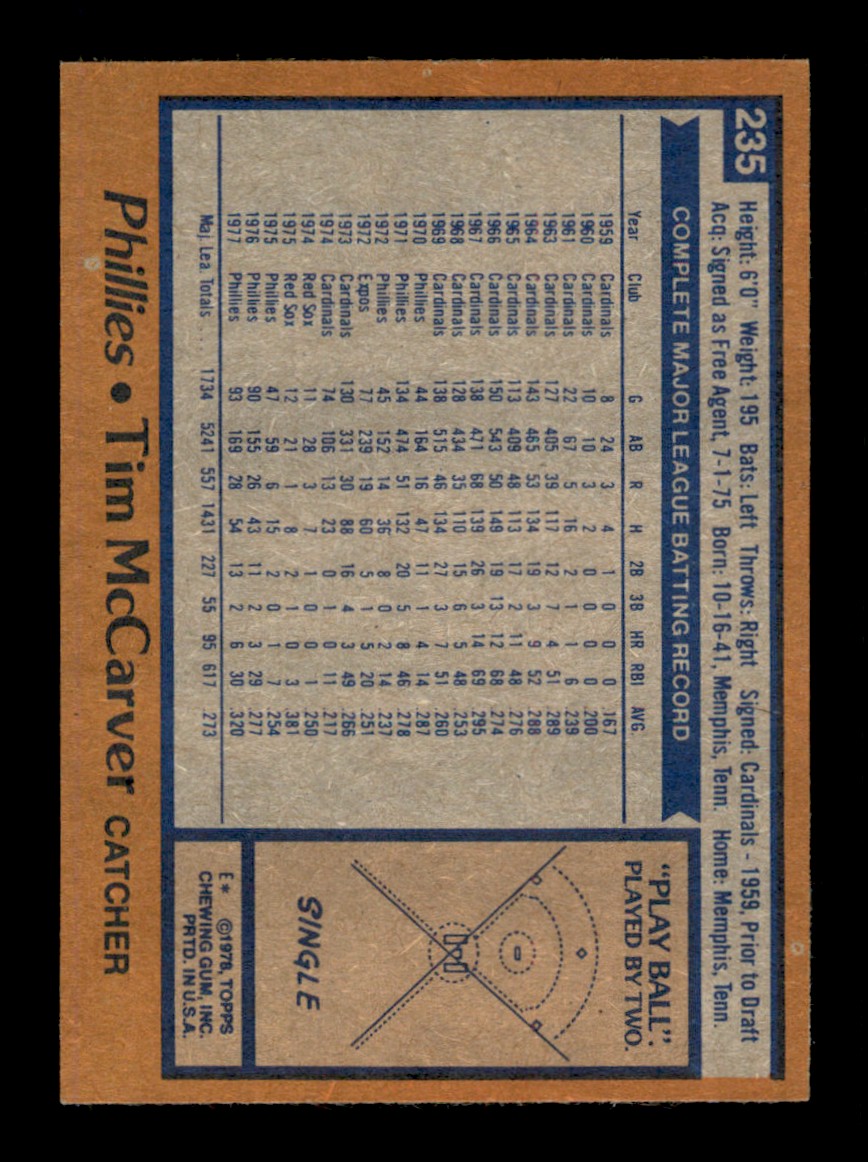 235
Height: 6'0" Weight: 195 Bats: Left Throws: Right Signed: Cardinals - 1959, Prior to Draft
Acq: Signed as Free Agent, 7-1-75 Born: 10-16-41, Memphis, Tenn. Home: Memphis, Tenn.
COMPLETE MAJOR LEAGUE BATTING RECORD
Year Club G AB R H 2B 3B HR RBI AVG.
1959 Cardinals 8 24 3 4 1 0 0 0 .167
1960 Cardinals 10 10 3 2 0 0 0 0 .200
1961 Cardinals 22 67 5 16 2 1 1 6 .239
1963 Cardinals 127 405 39 117 12 7 4 51 .289
1964 Cardinals 143 465 53 134 19 3 9 52 .288
1965 Cardinals 113 409 48 113 17 2 11 48 .276
1966 Cardinals 150 543 50 149 19 13 12 68 .274
1967 Cardinals 138 471 68 139 26 3 14 69 .295
1968 Cardinals 128 434 35 110 15 6 5 48 .253
1969 Cardinals 138 515 46 134 27 3 7 51 .260
1970 Phillies 44 164 16 47 11 1 4 14 .287
1971 Phillies 134 474 51 132 20 5 8 46 .278
1972 Phillies 45 152 14 36 8 0 2 14 .237
1972 Expos 77 239 19 60 5 1 5 20 .251
1973 Cardinals 130 331 30 88 16 4 3 49 .266
1974 Cardinals 74 106 13 23 0 1 0 11 .217
1974 Red Sox 11 28 3 7 1 0 0 1 .250
1975 Red Sox 12 21 1 8 2 1 0 3 .381
1975 Phillies 47 59 6 15 2 0 1 7 .254
1976 Phillies 90 155 26 43 11 2 3 29 .277
1977 Phillies 93 169 28 54 13 2 6 30 .320
Maj. Lea. Totals ... 1734 5241 557 1431 227 55 95 617 .273
"PLAY BALL".
PLAYED BY TWO.
SINGLE
E* ©1978, TOPPS
CHEWING GUM, INC.
PRTD. IN U.S.A.
Phillies • Tim McCarver CATCHER